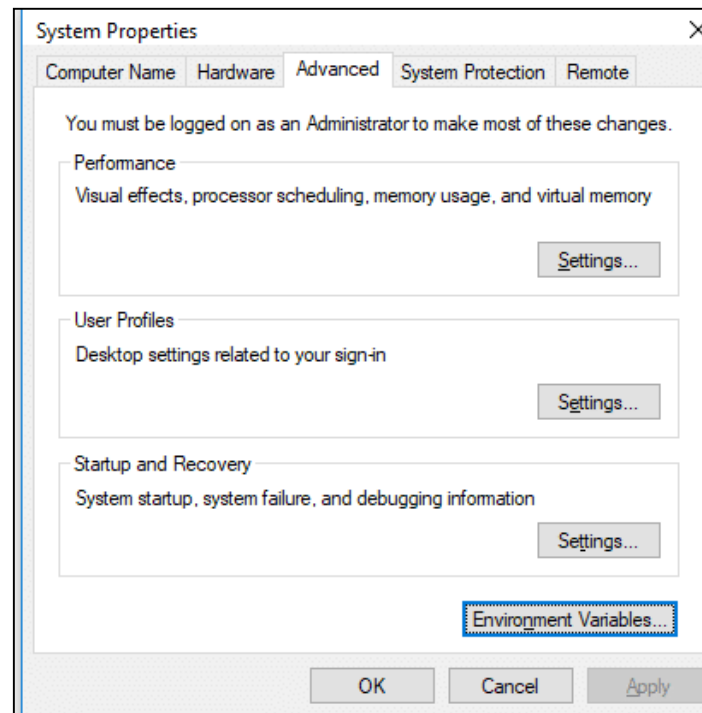 System Properties
Computer Name Hardware Advanced System Protection Remote
You must be logged on as an Administrator to make most of these changes.
Performance
Visual effects, processor scheduling, memory usage, and virtual memory
Settings...
User Profiles
Desktop settings related to your sign-in
Settings...
Startup and Recovery
System startup, system failure, and debugging information
Settings...
Environment Variables...
OK Cancel Apply